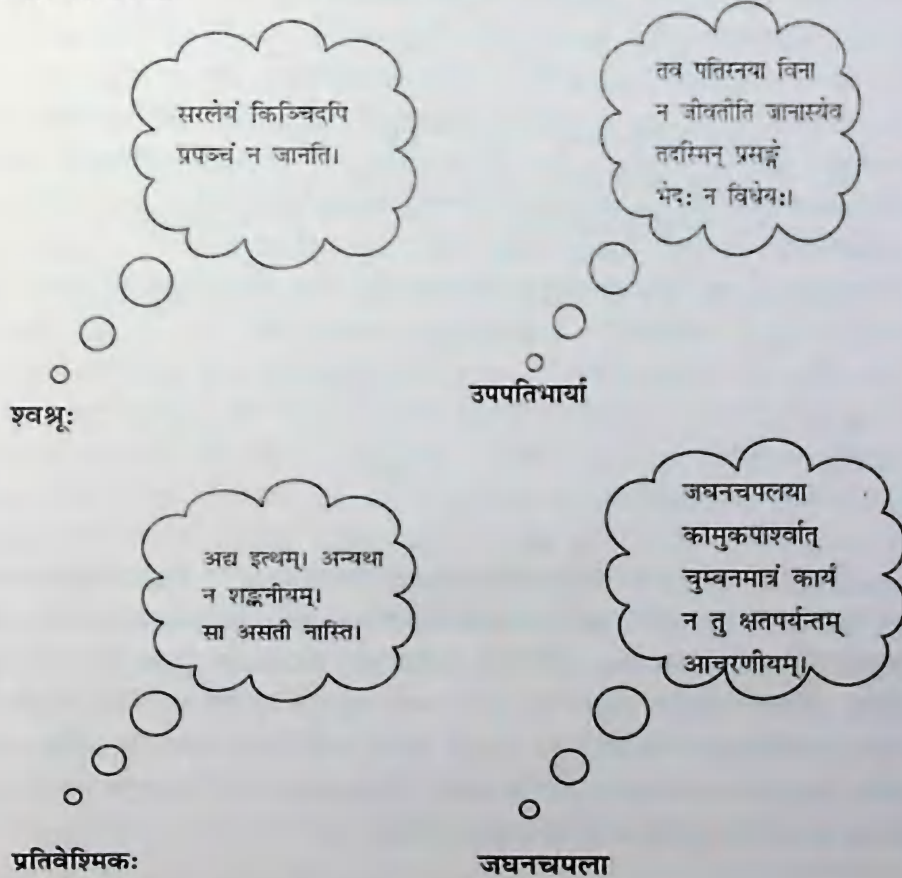 सरलेयं किञ्चिदपि
प्रपञ्चं न जानति।
श्वश्रूः
तव पतिरनया विना
न जीवतीति जानास्येव
तदस्मिन् प्रसङ्गे
भेदः न विधेयः।
उपपतिभार्या
अद्य इत्थम्। अन्यथा
न शङ्कनीयम्।
सा असती नास्ति।
प्रतिवेश्मिकः
जघनचपलया
कामुकपार्श्वात्
चुम्बनमात्रं कार्यं
न तु क्षतपर्यन्तम्
आचरणीयम्।
जघनचपला